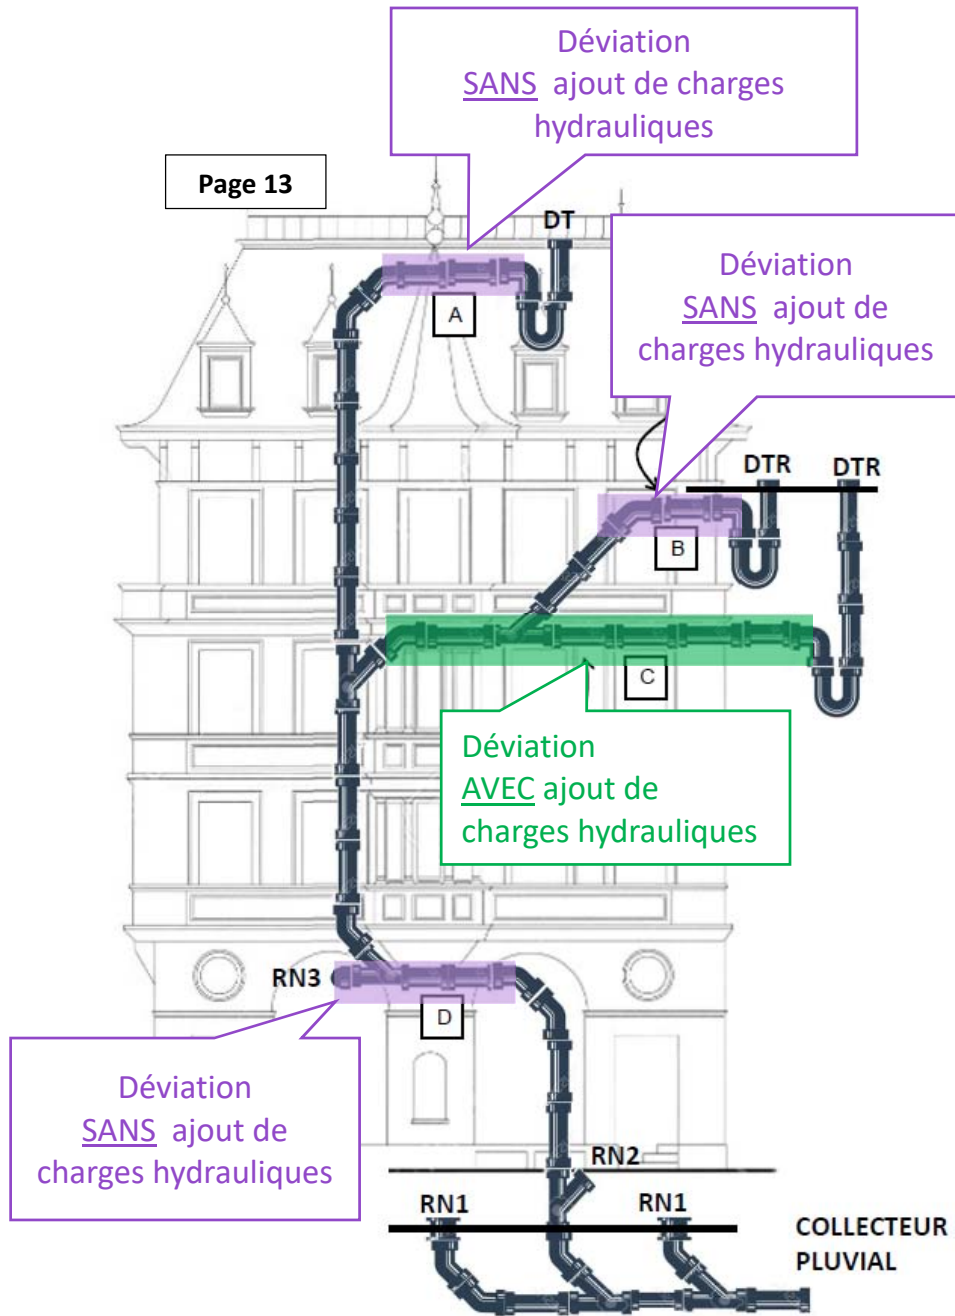 Déviation
SANS ajout de charges
hydrauliques
Page 13
DT
Déviation
SANS ajout de
charges hydrauliques
A
DTR
DTR
B
C
Déviation
AVEC ajout de
charges hydrauliques
RN3
D
Déviation
SANS ajout de
charges hydrauliques
RN2
RN1
RN1
COLLECTEUR
PLUVIAL